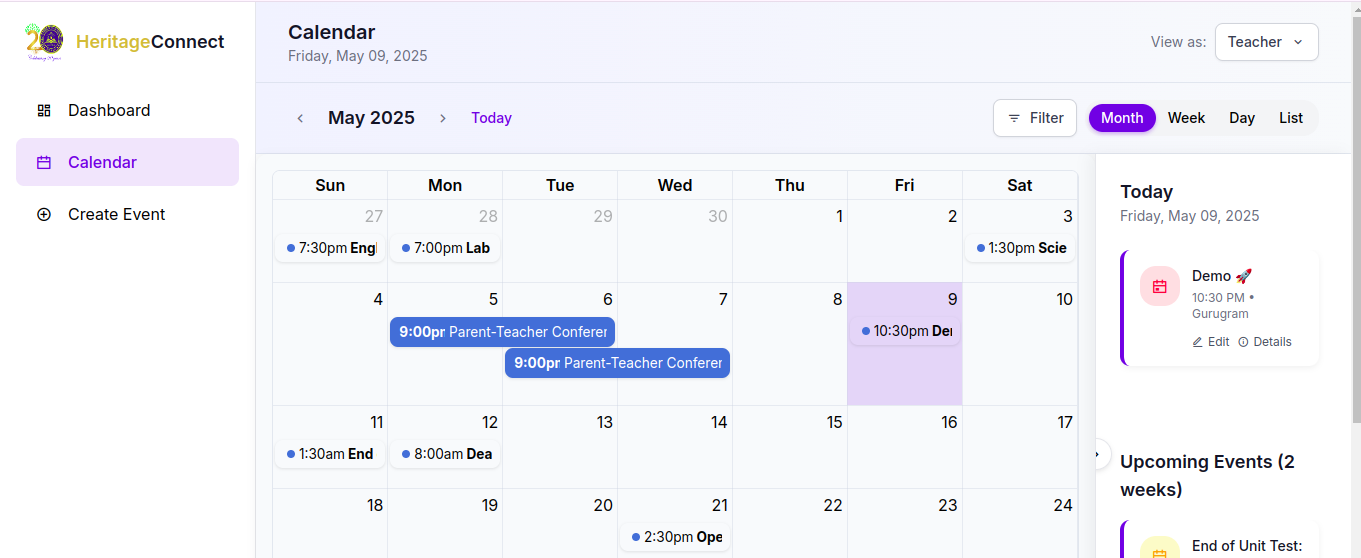 HeritageConnect
Dashboard
Calendar
Create Event
Calendar
Friday, May 09, 2025
View as:
Teacher
May 2025
Today
Filter
Month
Week
Day
List
Sun Mon Tue Wed Thu Fri Sat
27 28 29 30 1 2 3
7:30pm Engl
7:00pm Lab
1:30pm Scie
4 5 6 7 8 9 10
9:00pr Parent-Teacher Conferer
10:30pm Der
9:00pr Parent-Teacher Conferer
11 12 13 14 15 16 17
1:30am End
8:00am Dea
18 19 20 21 22 23 24
2:30pm Ope
Today
Friday, May 09, 2025
Demo 🚀
10:30 PM •
Gurugram
Edit
Details
Upcoming Events (2
weeks)
End of Unit Test: